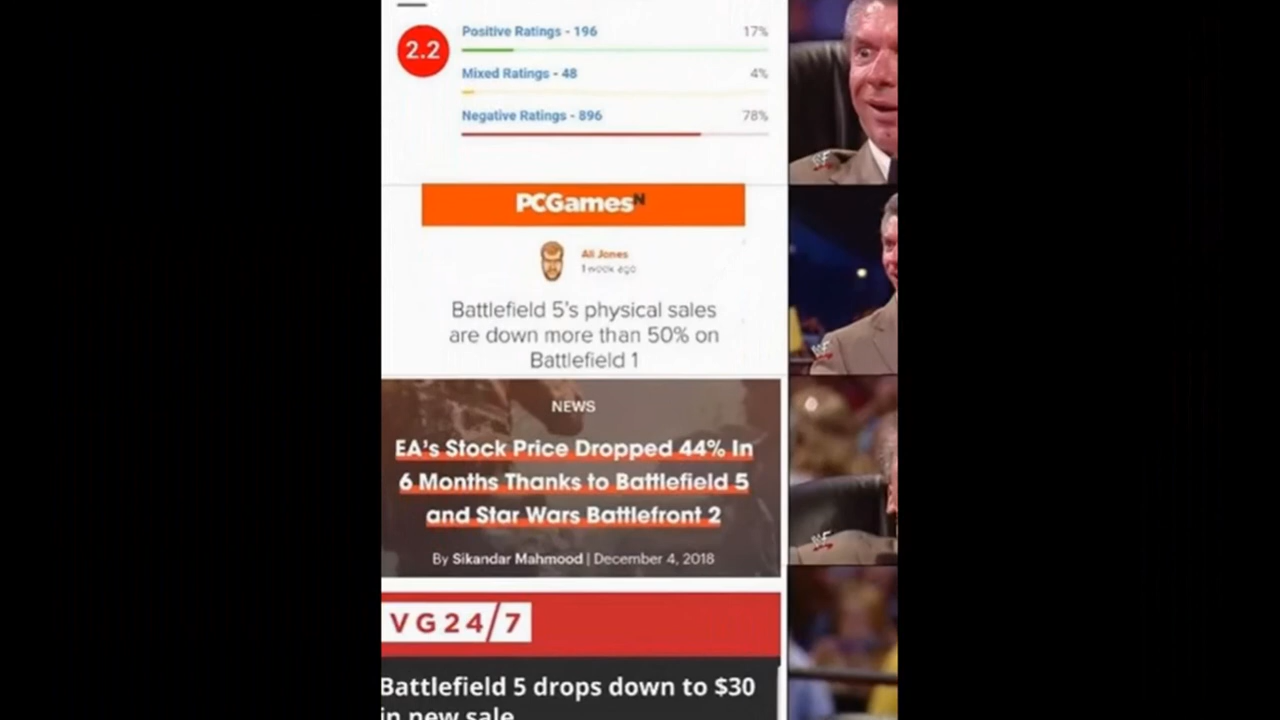 2.2
Positive Ratings - 196 17%
Mixed Ratings - 48 4%
Negative Ratings - 896 78%
PCGamesN
Ali Jones
1 week ago
Battlefield 5's physical sales
are down more than 50% on
Battlefield 1
NEWS
EA's Stock Price Dropped 44% In
6 Months Thanks to Battlefield 5
and Star Wars Battlefront 2
By Sikandar Mahmood | December 4, 2018
VG24/7
Battlefield 5 drops down to $30
in new sale